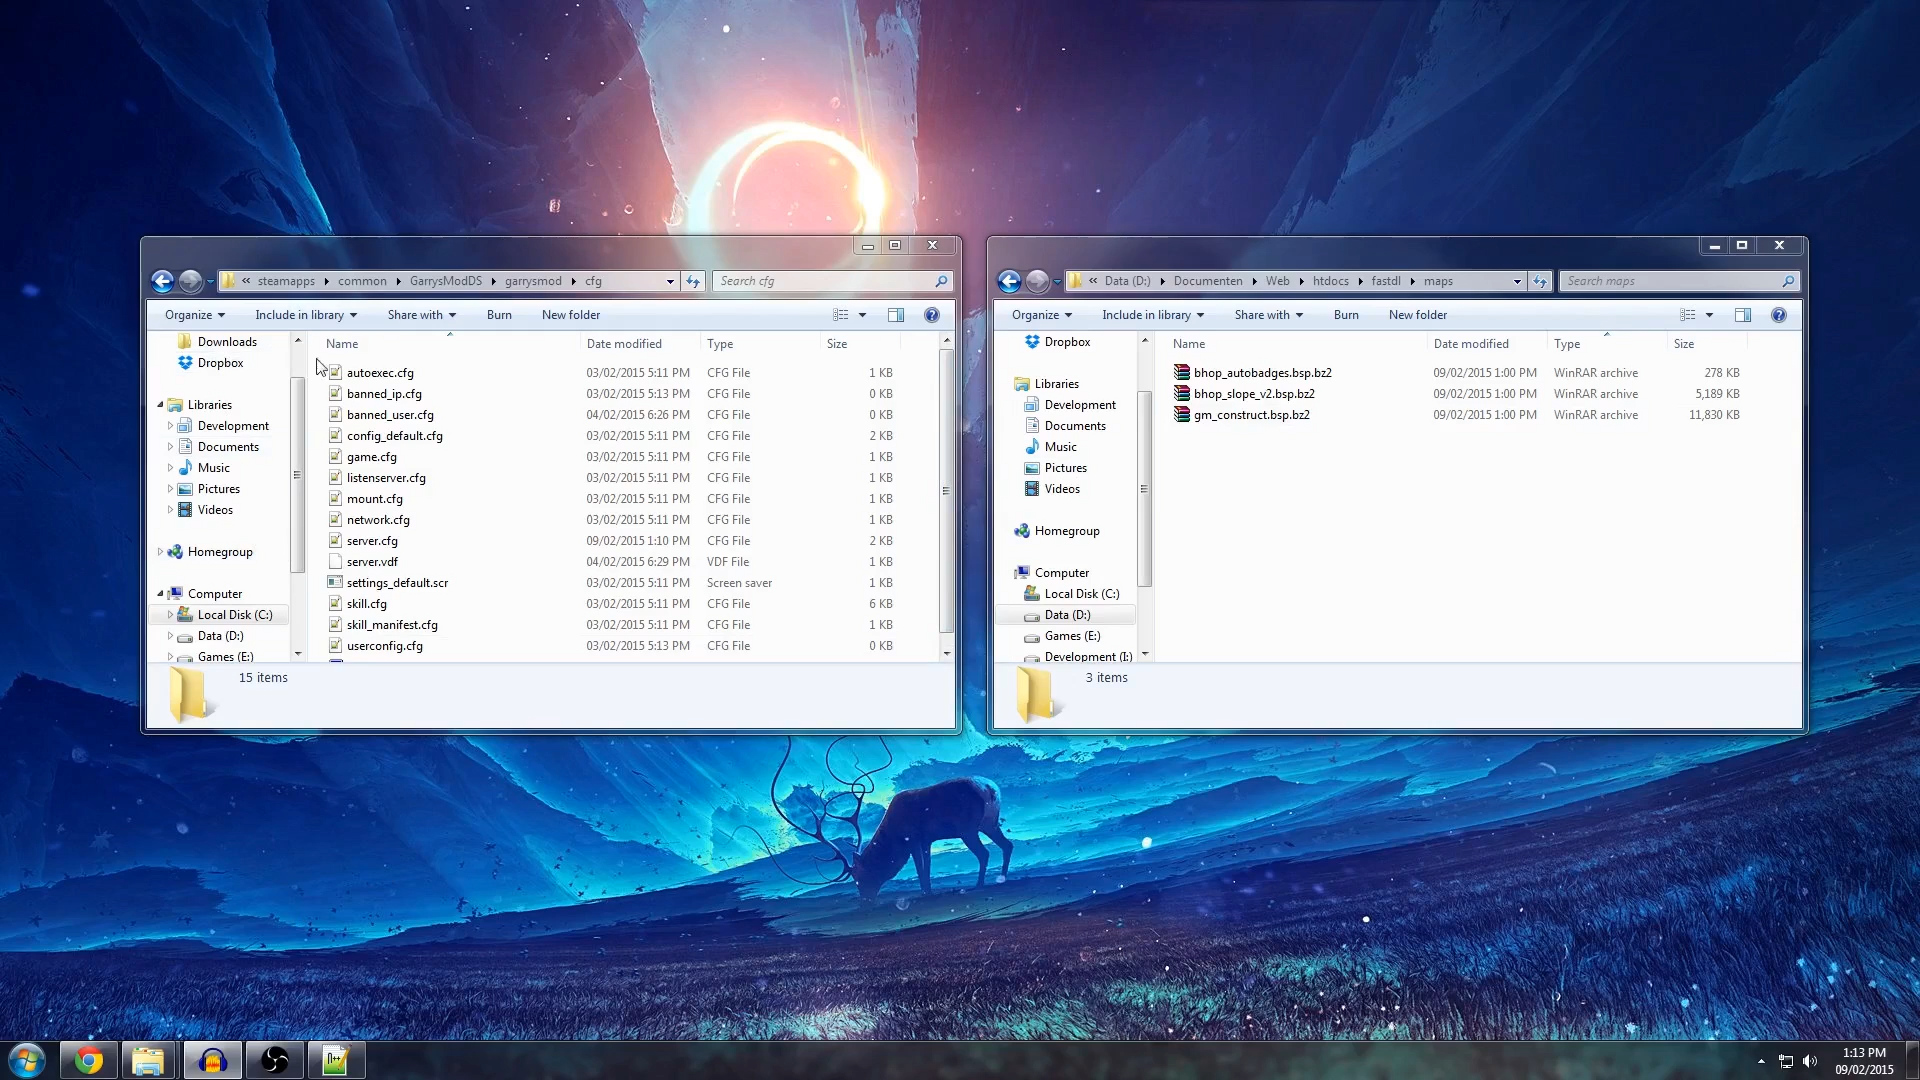 « steamapps common GarrysModDS garrysmod cfg
Search cfg
Organize Include in library Share with Burn New folder
Downloads
Dropbox
Libraries
Development
Documents
Music
Pictures
Videos
Homegroup
Computer
Local Disk (C:)
Data (D:)
Games (E:)
Name Date modified Type Size
autoexec.cfg 03/02/2015 5:11 PM CFG File 1 KB
banned_ip.cfg 03/02/2015 5:13 PM CFG File 0 KB
banned_user.cfg 04/02/2015 6:26 PM CFG File 0 KB
config_default.cfg 03/02/2015 5:11 PM CFG File 2 KB
game.cfg 03/02/2015 5:11 PM CFG File 1 KB
listenserver.cfg 03/02/2015 5:11 PM CFG File 1 KB
mount.cfg 03/02/2015 5:11 PM CFG File 1 KB
network.cfg 03/02/2015 5:11 PM CFG File 1 KB
server.cfg 09/02/2015 1:10 PM CFG File 2 KB
server.vdf 04/02/2015 6:29 PM VDF File 1 KB
settings_default.scr 03/02/2015 5:11 PM Screen saver 1 KB
skill.cfg 03/02/2015 5:11 PM CFG File 6 KB
skill_manifest.cfg 03/02/2015 5:11 PM CFG File 1 KB
userconfig.cfg 03/02/2015 5:13 PM CFG File 0 KB
15 items
« Data (D:) Documenten Web htdocs fastdl maps
Search maps
Organize Include in library Share with Burn New folder
Dropbox
Libraries
Development
Documents
Music
Pictures
Videos
Homegroup
Computer
Local Disk (C:)
Data (D:)
Games (E:)
Development (I:)
Name Date modified Type Size
bhop_autobadges.bsp.bz2 09/02/2015 1:00 PM WinRAR archive 278 KB
bhop_slope_v2.bsp.bz2 09/02/2015 1:00 PM WinRAR archive 5,189 KB
gm_construct.bsp.bz2 09/02/2015 1:00 PM WinRAR archive 11,830 KB
3 items
1:13 PM
09/02/2015